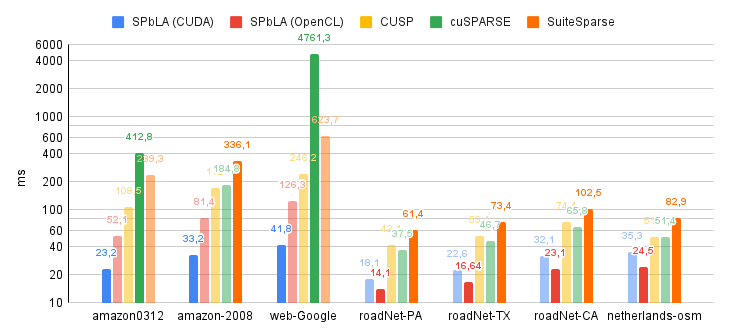 SPbLA (CUDA) SPbLA (OpenCL) CUSP cuSPARSE SuiteSparse
ms
6000
4000
1000
600
400
200
100
60
40
20
10
23,2 52,1 108,5 412,8
33,2 81,4 184,8 336,1
41,8 126,3 246,2 4761,3 623,7
18,1 14,1 37,5 61,4
22,6 16,64 46,7 73,4
32,1 23,1 65,8 102,5
35,3 24,5 51,4 82,9
amazon0312 amazon-2008 web-Google roadNet-PA roadNet-TX roadNet-CA netherlands-osm